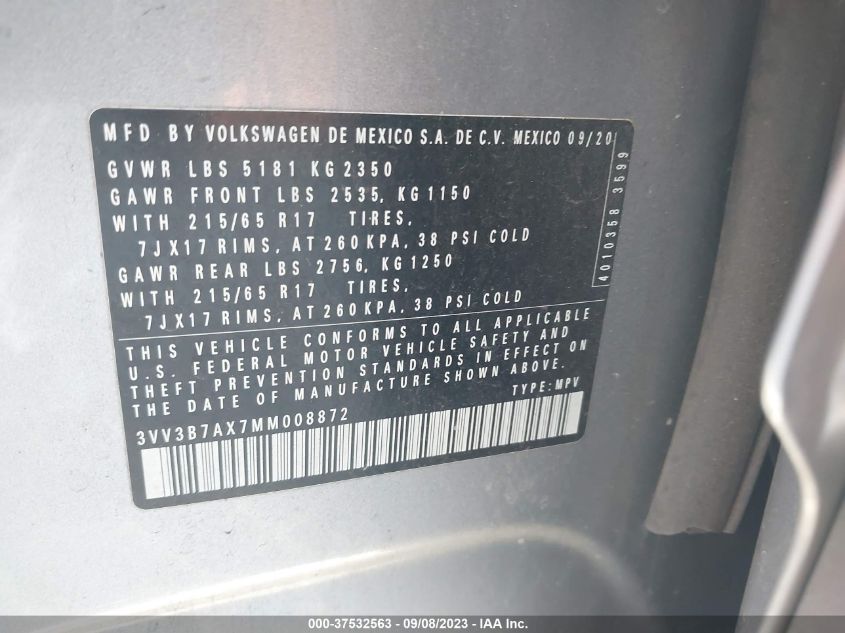 MFD BY VOLKSWAGEN DE MEXICO S.A. DE C.V. MEXICO 09/20
GVWR LBS 5181 KG 2350
GAWR FRONT LBS 2535, KG 1150
WITH 215/65 R17 TIRES,
7JX17 RIMS, AT 260 KPA, 38 PSI COLD
GAWR REAR LBS 2756, KG 1250
WITH 215/65 R17 TIRES,
7JX17 RIMS, AT 260 KPA, 38 PSI COLD
4010358 3599
THIS VEHICLE CONFORMS TO ALL APPLICABLE
U.S. FEDERAL MOTOR VEHICLE SAFETY AND
THEFT PREVENTION STANDARDS IN EFFECT ON
THE DATE OF MANUFACTURE SHOWN ABOVE.
TYPE: MPV
3VV3B7AX7MM008872
000-37532563 - 09/08/2023 - IAA Inc.